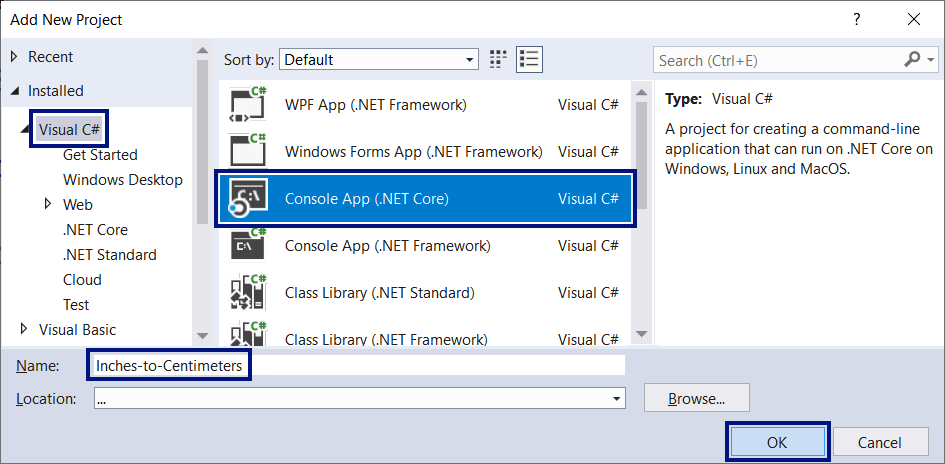 Add New Project
?
Recent
Installed
Visual C#
Get Started
Windows Desktop
Web
.NET Core
.NET Standard
Cloud
Test
Visual Basic
Sort by: Default
C# WPF App (.NET Framework) Visual C#
C# Windows Forms App (.NET Framework) Visual C#
C:\ Console App (.NET Core) Visual C#
C# C:\ Console App (.NET Framework) Visual C#
C# Class Library (.NET Standard) Visual C#
C# Class Library (.NET Framework) Visual C#
Search (Ctrl+E)
Type: Visual C#
A project for creating a command-line
application that can run on .NET Core on
Windows, Linux and MacOS.
Name: Inches-to-Centimeters
Location: ...
Browse...
OK Cancel